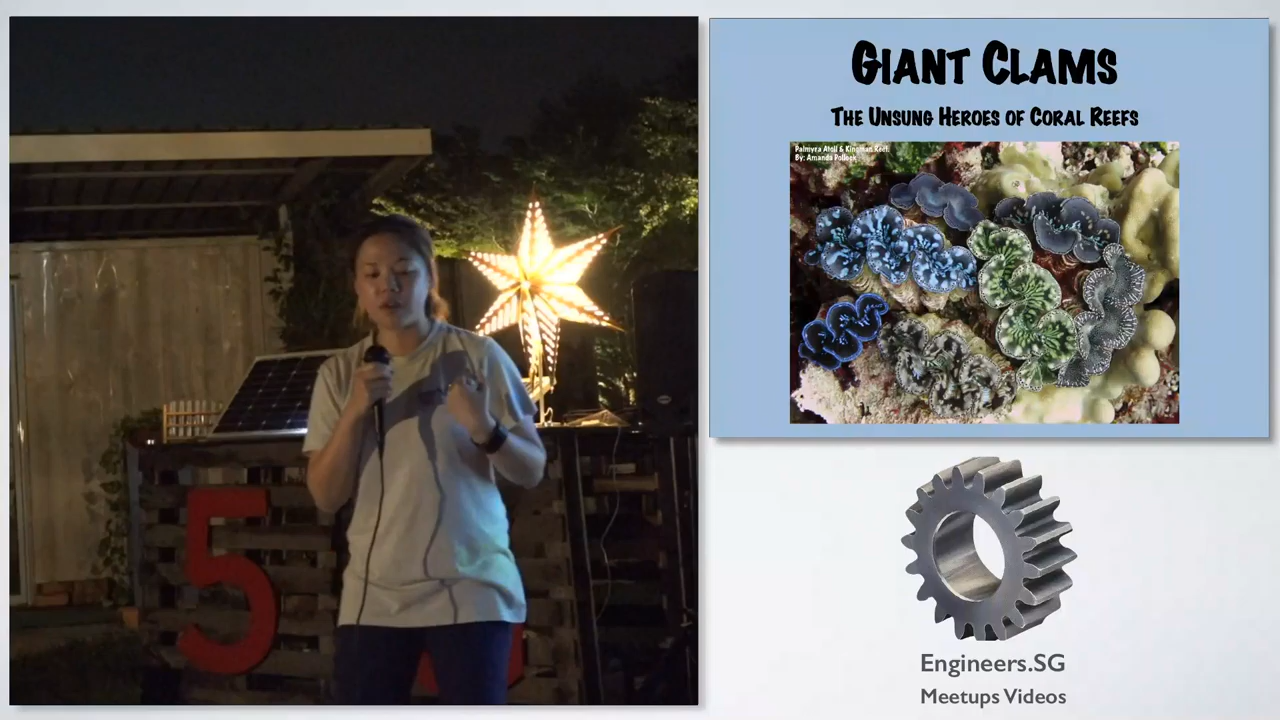 GIANT CLAMS
THE UNSUNG HEROES OF CORAL REEFS
Palmyra Atoll & Kingman Reef.
By: Amanda Pollock
5
Engineers.SG
Meetups Videos